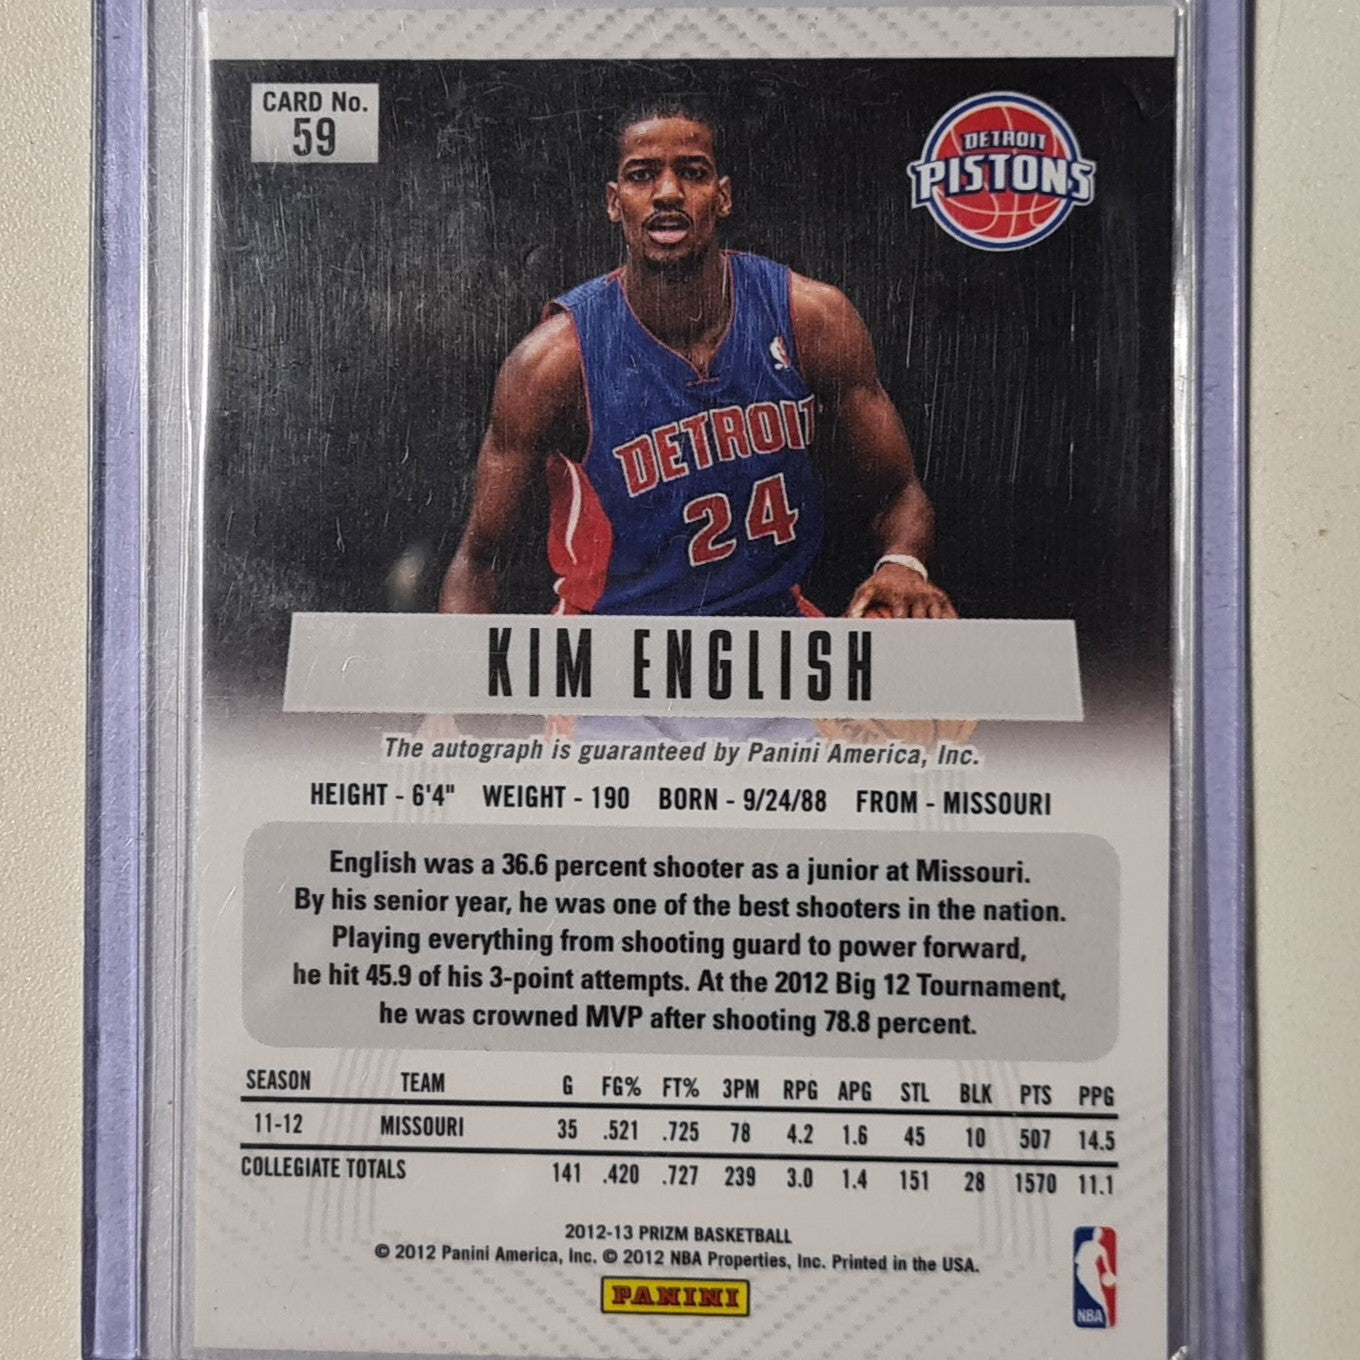 CARD No.
59
DETROIT
PISTONS
DETROIT
24
KIM ENGLISH
The autograph is guaranteed by Panini America, Inc.
HEIGHT - 6'4" WEIGHT - 190 BORN - 9/24/88 FROM - MISSOURI
English was a 36.6 percent shooter as a junior at Missouri.
By his senior year, he was one of the best shooters in the nation.
Playing everything from shooting guard to power forward,
he hit 45.9 of his 3-point attempts. At the 2012 Big 12 Tournament,
he was crowned MVP after shooting 78.8 percent.
SEASON TEAM G FG% FT% 3PM RPG APG STL BLK PTS PPG
11-12 MISSOURI 35 .521 .725 78 4.2 1.6 45 10 507 14.5
COLLEGIATE TOTALS 141 .420 .727 239 3.0 1.4 151 28 1570 11.1
2012-13 PRIZM BASKETBALL
© 2012 Panini America, Inc. © 2012 NBA Properties, Inc. Printed in the USA.
PANINI
NBA